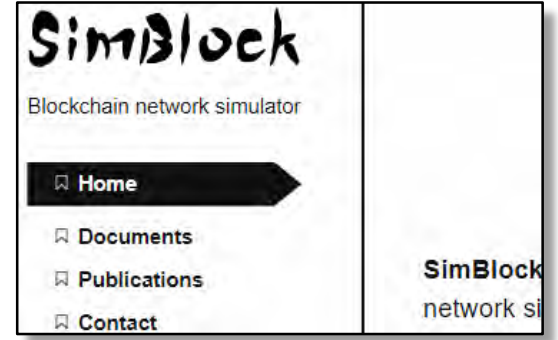 SimBlock
Blockchain network simulator
Home
Documents
Publications
Contact
SimBlock
network si